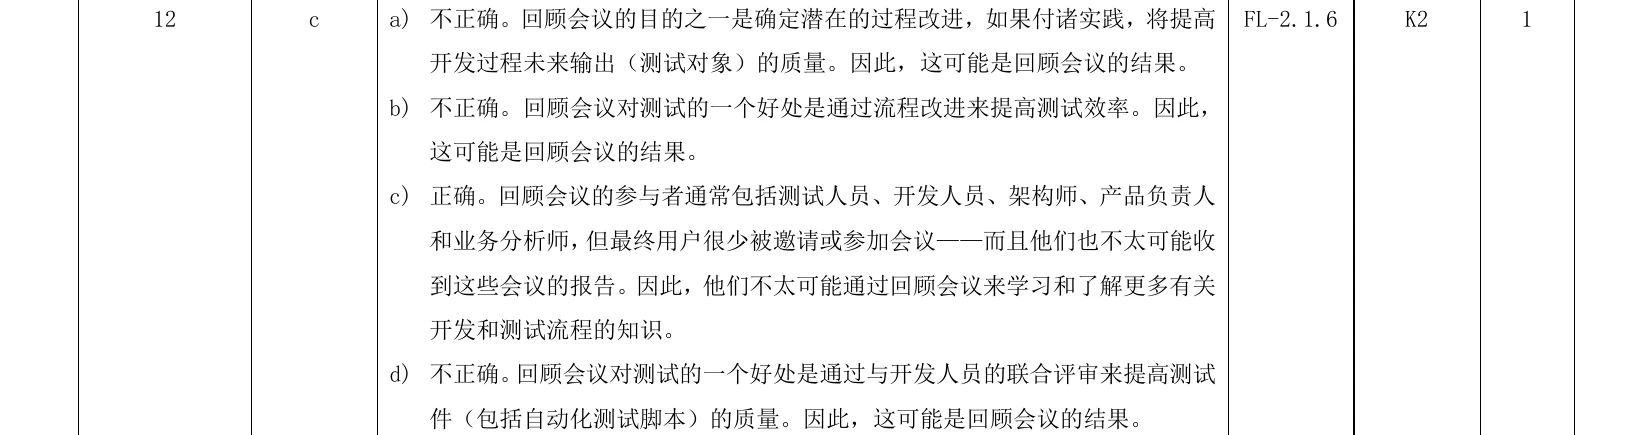 12 c a) 不正确。回顾会议的目的之一是确定潜在的过程改进，如果付诸实践，将提高 FL-2.1.6 K2 1
开发过程未来输出（测试对象）的质量。因此，这可能是回顾会议的结果。
b) 不正确。回顾会议对测试的一个好处是通过流程改进来提高测试效率。因此，
这可能是回顾会议的结果。
c) 正确。回顾会议的参与者通常包括测试人员、开发人员、架构师、产品负责人
和业务分析师，但最终用户很少被邀请或参加会议——而且他们也不太可能收
到这些会议的报告。因此，他们不太可能通过回顾会议来学习和了解更多有关
开发和测试流程的知识。
d) 不正确。回顾会议对测试的一个好处是通过与开发人员的联合评审来提高测试
件（包括自动化测试脚本）的质量。因此，这可能是回顾会议的结果。